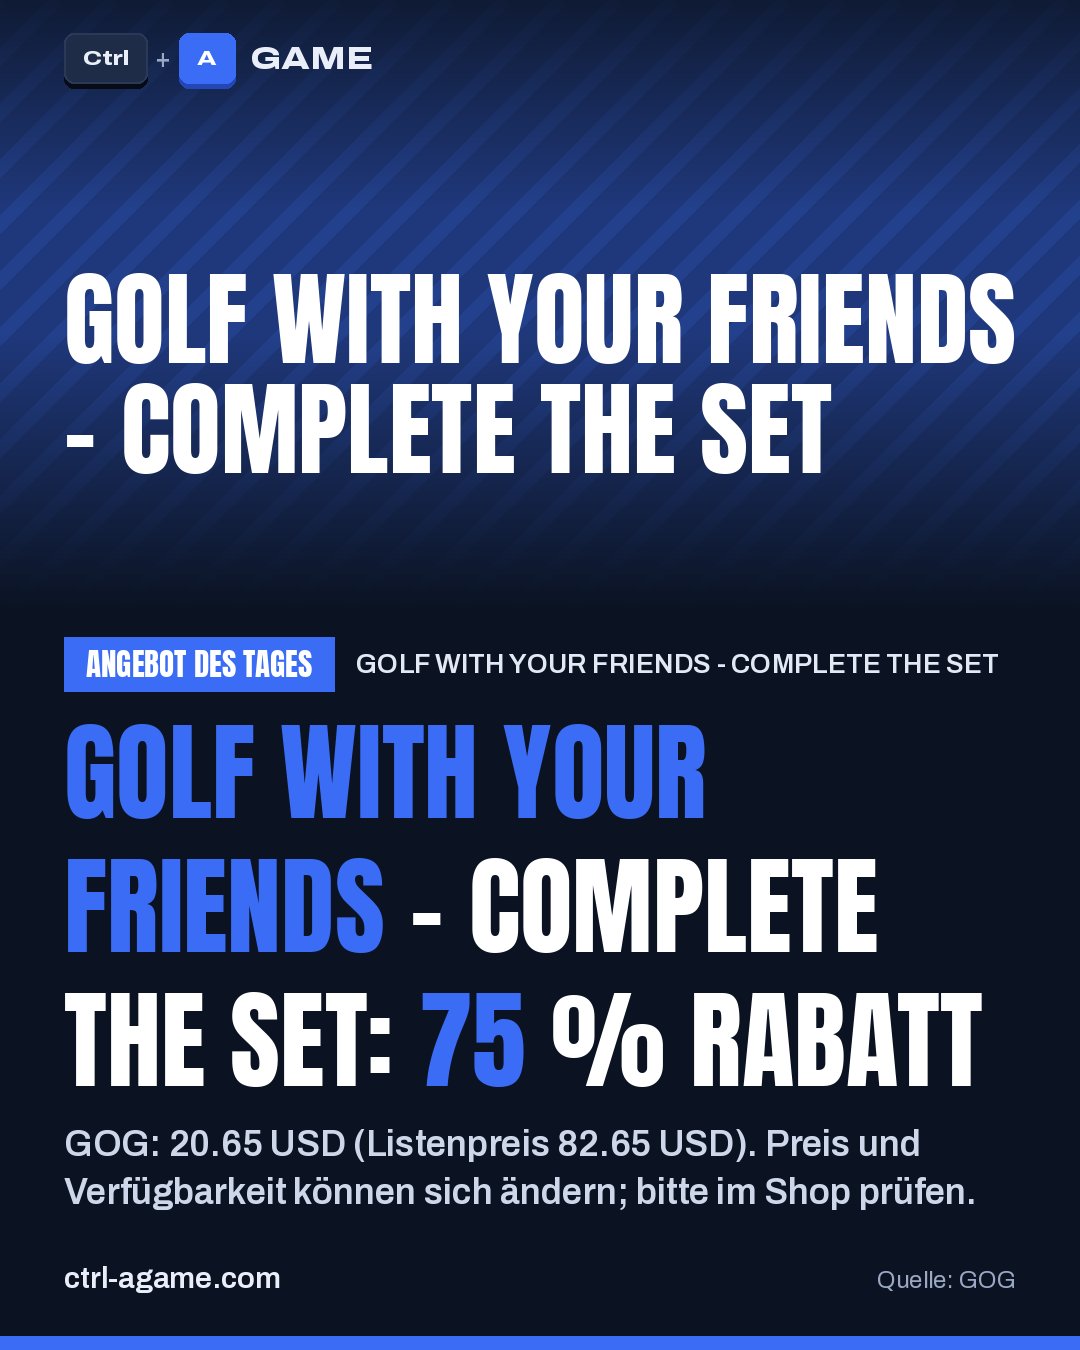 Ctrl + A GAME
GOLF WITH YOUR FRIENDS
- COMPLETE THE SET
ANGEBOT DES TAGES GOLF WITH YOUR FRIENDS - COMPLETE THE SET
GOLF WITH YOUR
FRIENDS - COMPLETE
THE SET: 75 % RABATT
GOG: 20.65 USD (Listenpreis 82.65 USD). Preis und
Verfügbarkeit können sich ändern; bitte im Shop prüfen.
ctrl-agame.com Quelle: GOG